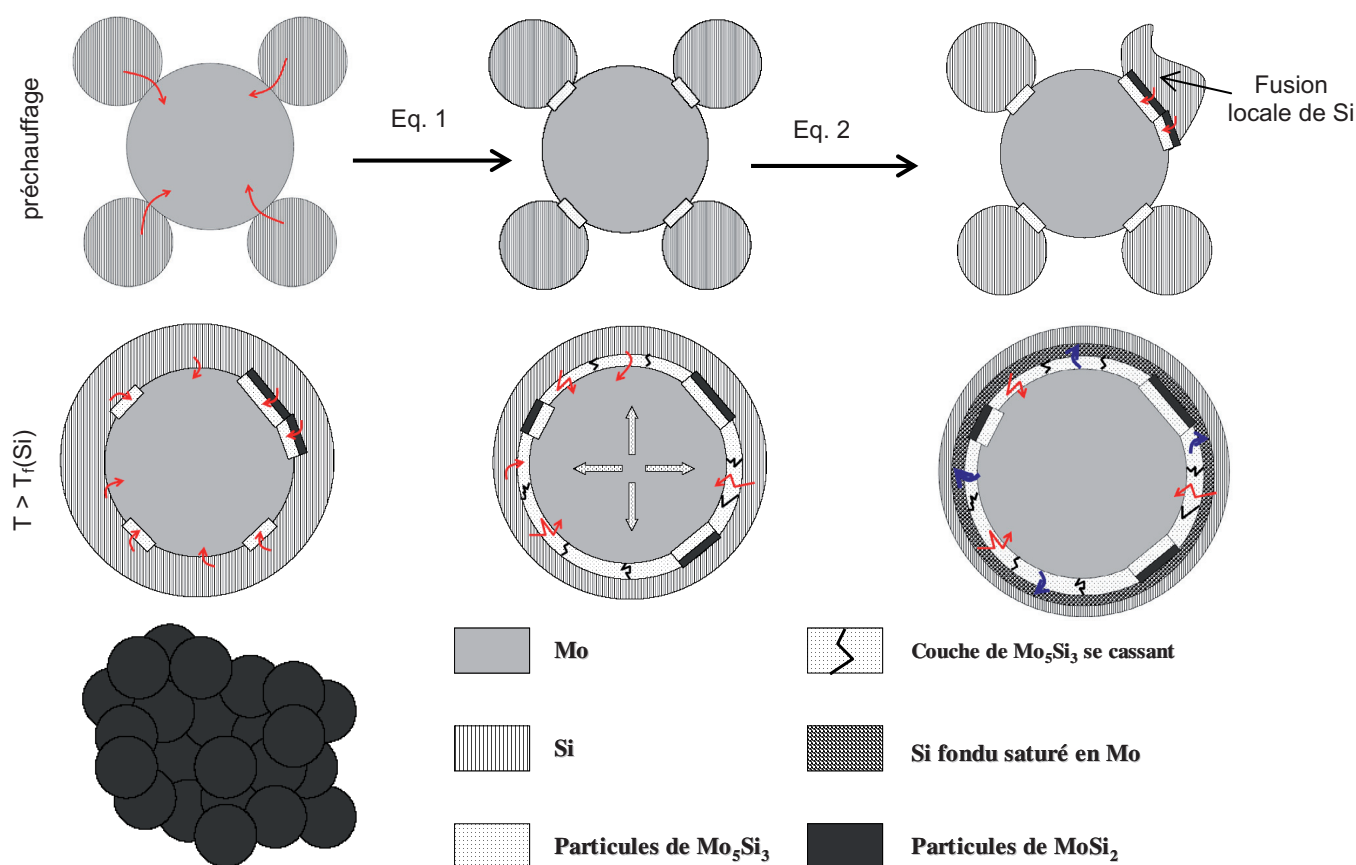 préchauffage
Eq. 1
Eq. 2
Fusion
locale de Si
T > Tf(Si)
Mo
Couche de Mo5Si3 se cassant
Si
Si fondu saturé en Mo
Particules de Mo5Si3
Particules de MoSi2